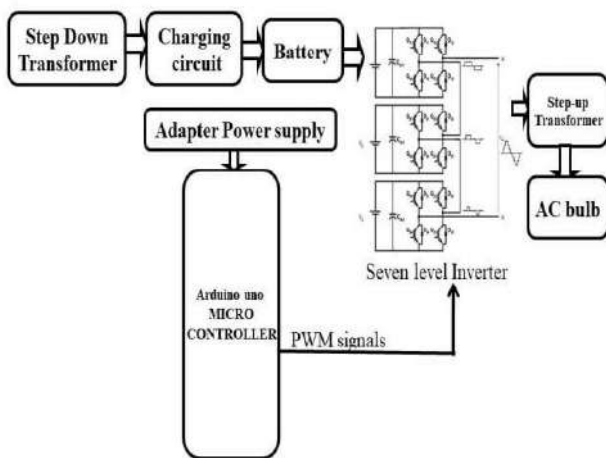 Step Down
Transformer
Charging
circuit
Battery
Step-up
Transformer
AC bulb
Adapter Power supply
Arduino uno
MICRO
CONTROLLER
PWM signals
Seven level Inverter